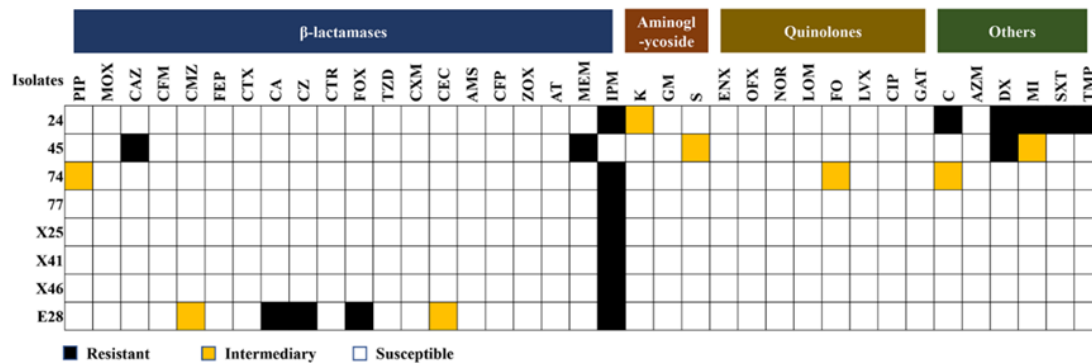 β-lactamases
Aminogl
-ycoside
Quinolones
Others
Isolates PIP MOX CAZ CFM CMZ FEP CTX CA CZ CTR FOX TZD CXM CEC AMS CFP ZOX AT MEM IPM K GM S ENX OFX NOR LOM FO LVX CIP GAT C AZM DX MI SXT TMP
24
45
74
77
X25
X41
X46
E28
Resistant Intermediary Susceptible